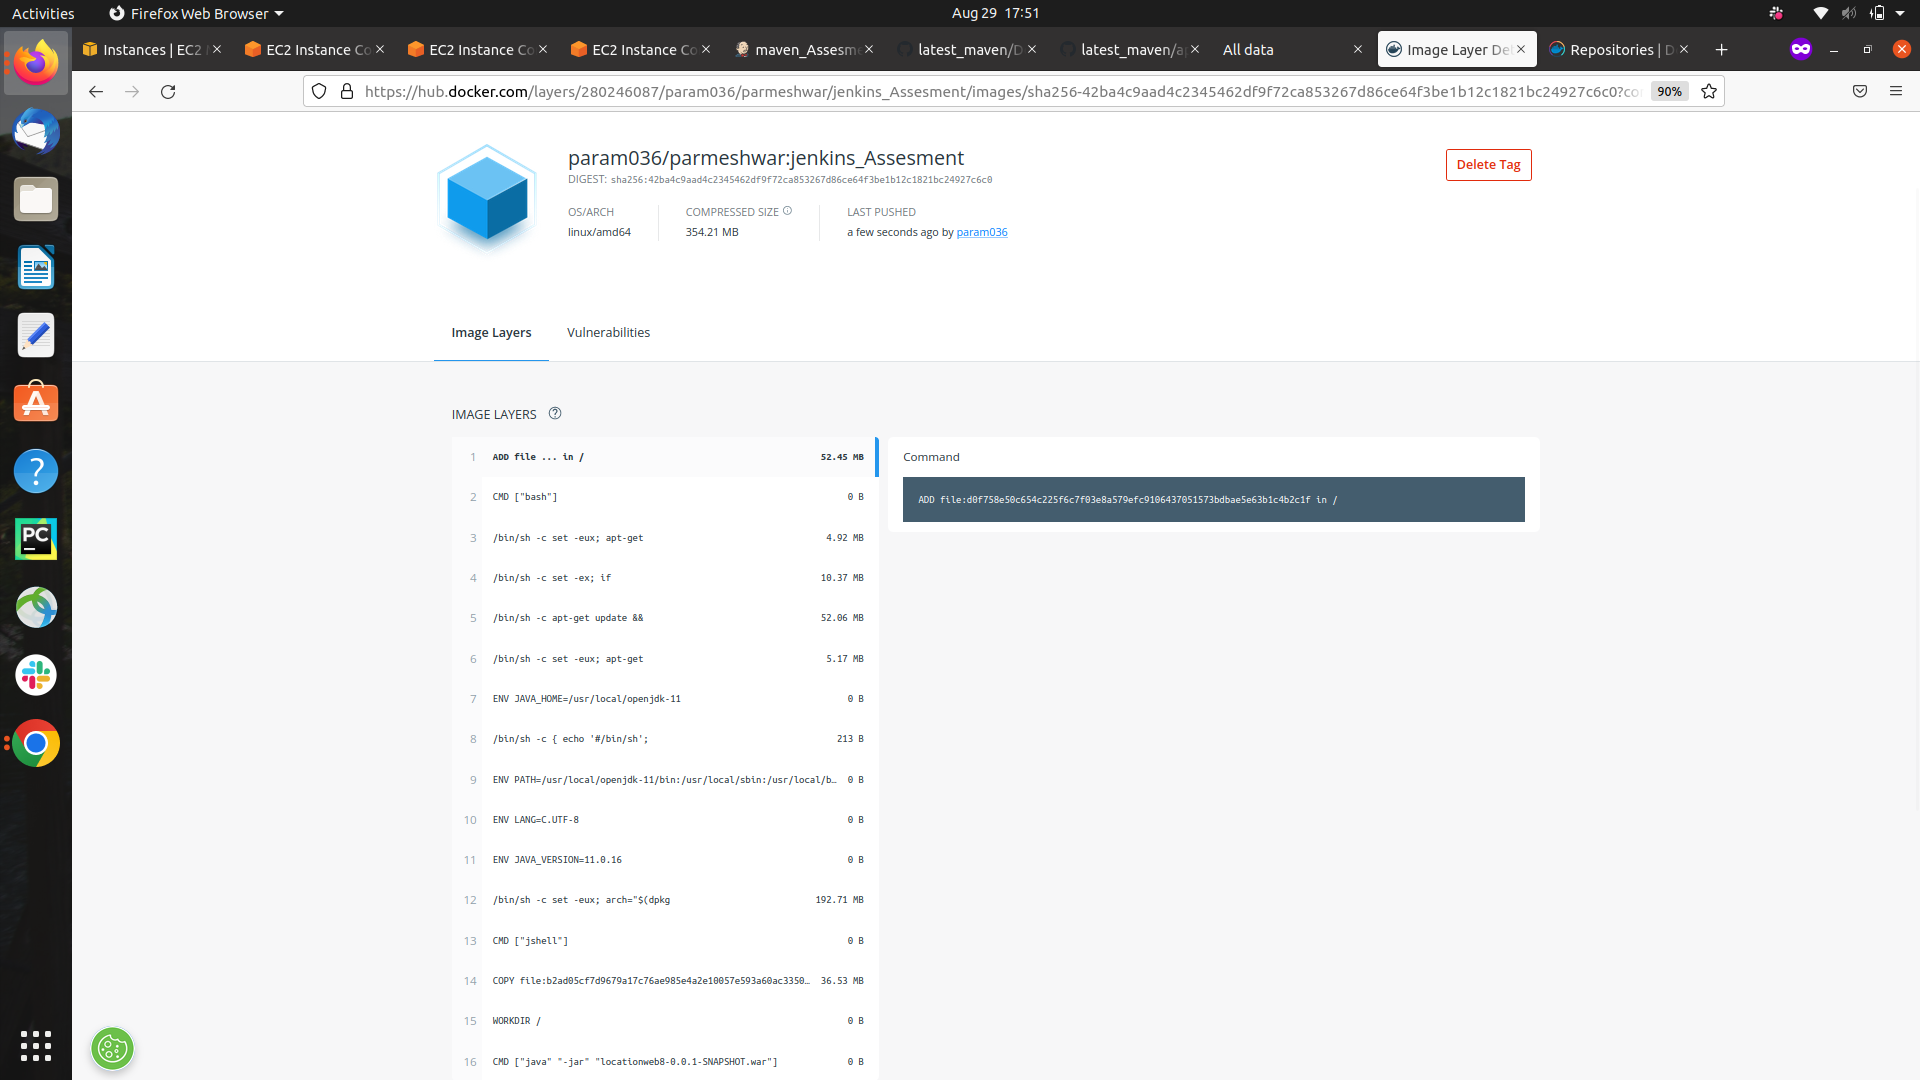 Activities
Firefox Web Browser
Aug 29 17:51
Instances | EC2
EC2 Instance Co
EC2 Instance Co
EC2 Instance Co
maven_Assesm
latest_maven/D
latest_maven/ap
All data
Image Layer De
Repositories | D
https://hub.docker.com/layers/280246087/param036/parmeshwar/jenkins_Assesment/images/sha256-42ba4c9aad4c2345462df9f72ca853267d86ce64f3be1b12c1821bc24927c6c0?co
90%
param036/parmeshwar:jenkins_Assesment
DIGEST: sha256:42ba4c9aad4c2345462df9f72ca853267d86ce64f3be1b12c1821bc24927c6c0
Delete Tag
OS/ARCH
linux/amd64
COMPRESSED SIZE
354.21 MB
LAST PUSHED
a few seconds ago by param036
Image Layers
Vulnerabilities
IMAGE LAYERS
1 ADD file ... in / 52.45 MB
2 CMD ["bash"] 0 B
3 /bin/sh -c set -eux; apt-get 4.92 MB
4 /bin/sh -c set -ex; if 10.37 MB
5 /bin/sh -c apt-get update && 52.06 MB
6 /bin/sh -c set -eux; apt-get 5.17 MB
7 ENV JAVA_HOME=/usr/local/openjdk-11 0 B
8 /bin/sh -c { echo '#/bin/sh'; 213 B
9 ENV PATH=/usr/local/openjdk-11/bin:/usr/local/sbin:/usr/local/b… 0 B
10 ENV LANG=C.UTF-8 0 B
11 ENV JAVA_VERSION=11.0.16 0 B
12 /bin/sh -c set -eux; arch="$(dpkg 192.71 MB
13 CMD ["jshell"] 0 B
14 COPY file:b2ad05cf7d9679a17c76ae985e4a2e10057e593a60ac3350… 36.53 MB
15 WORKDIR / 0 B
16 CMD ["java" "-jar" "locationweb8-0.0.1-SNAPSHOT.war"] 0 B
Command
ADD file:d0f758e50c654c225f6c7f03e8a579efc9106437051573bdbae5e63b1c4b2c1f in /
PC